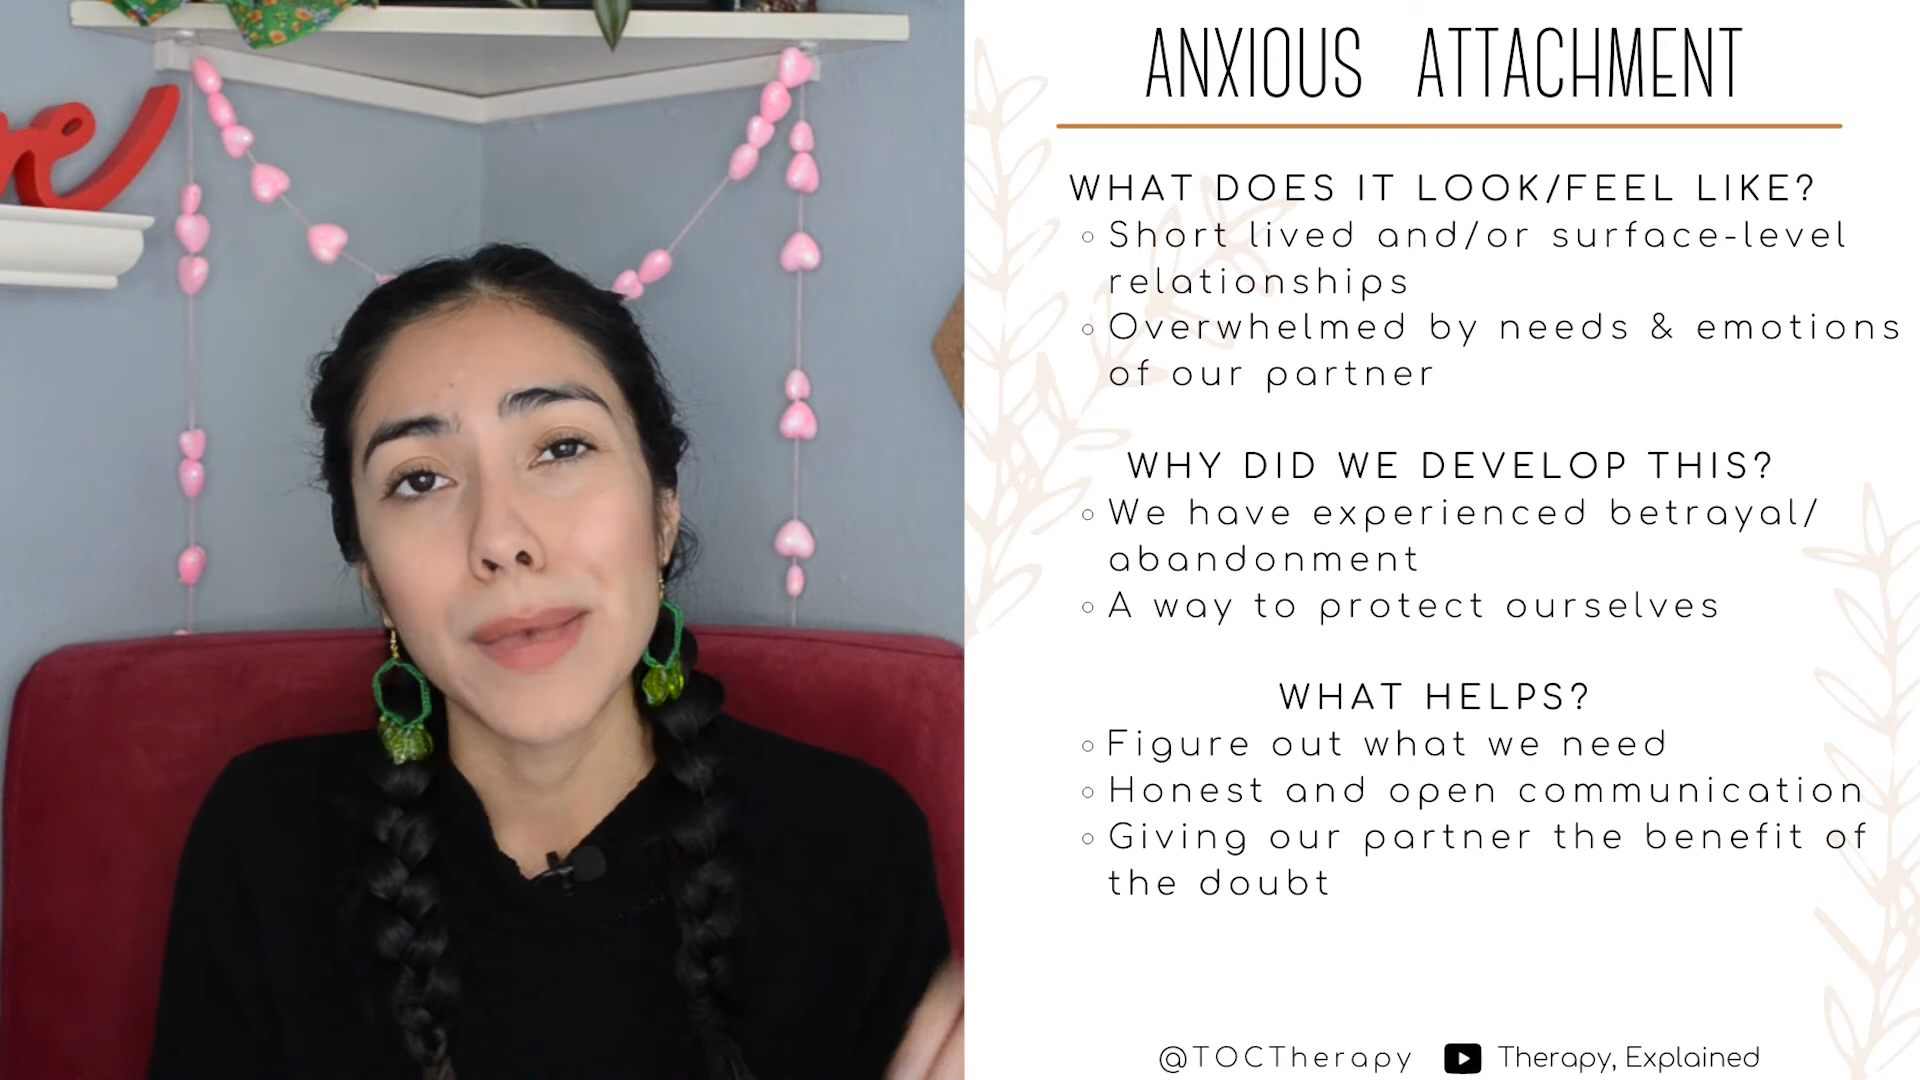 ANXIOUS ATTACHMENT
WHAT DOES IT LOOK/FEEL LIKE?
Short lived and/or surface-level
relationships
Overwhelmed by needs & emotions
of our partner
WHY DID WE DEVELOP THIS?
We have experienced betrayal/
abandonment
A way to protect ourselves
WHAT HELPS?
Figure out what we need
Honest and open communication
Giving our partner the benefit of
the doubt
@TOCTherapy Therapy, Explained